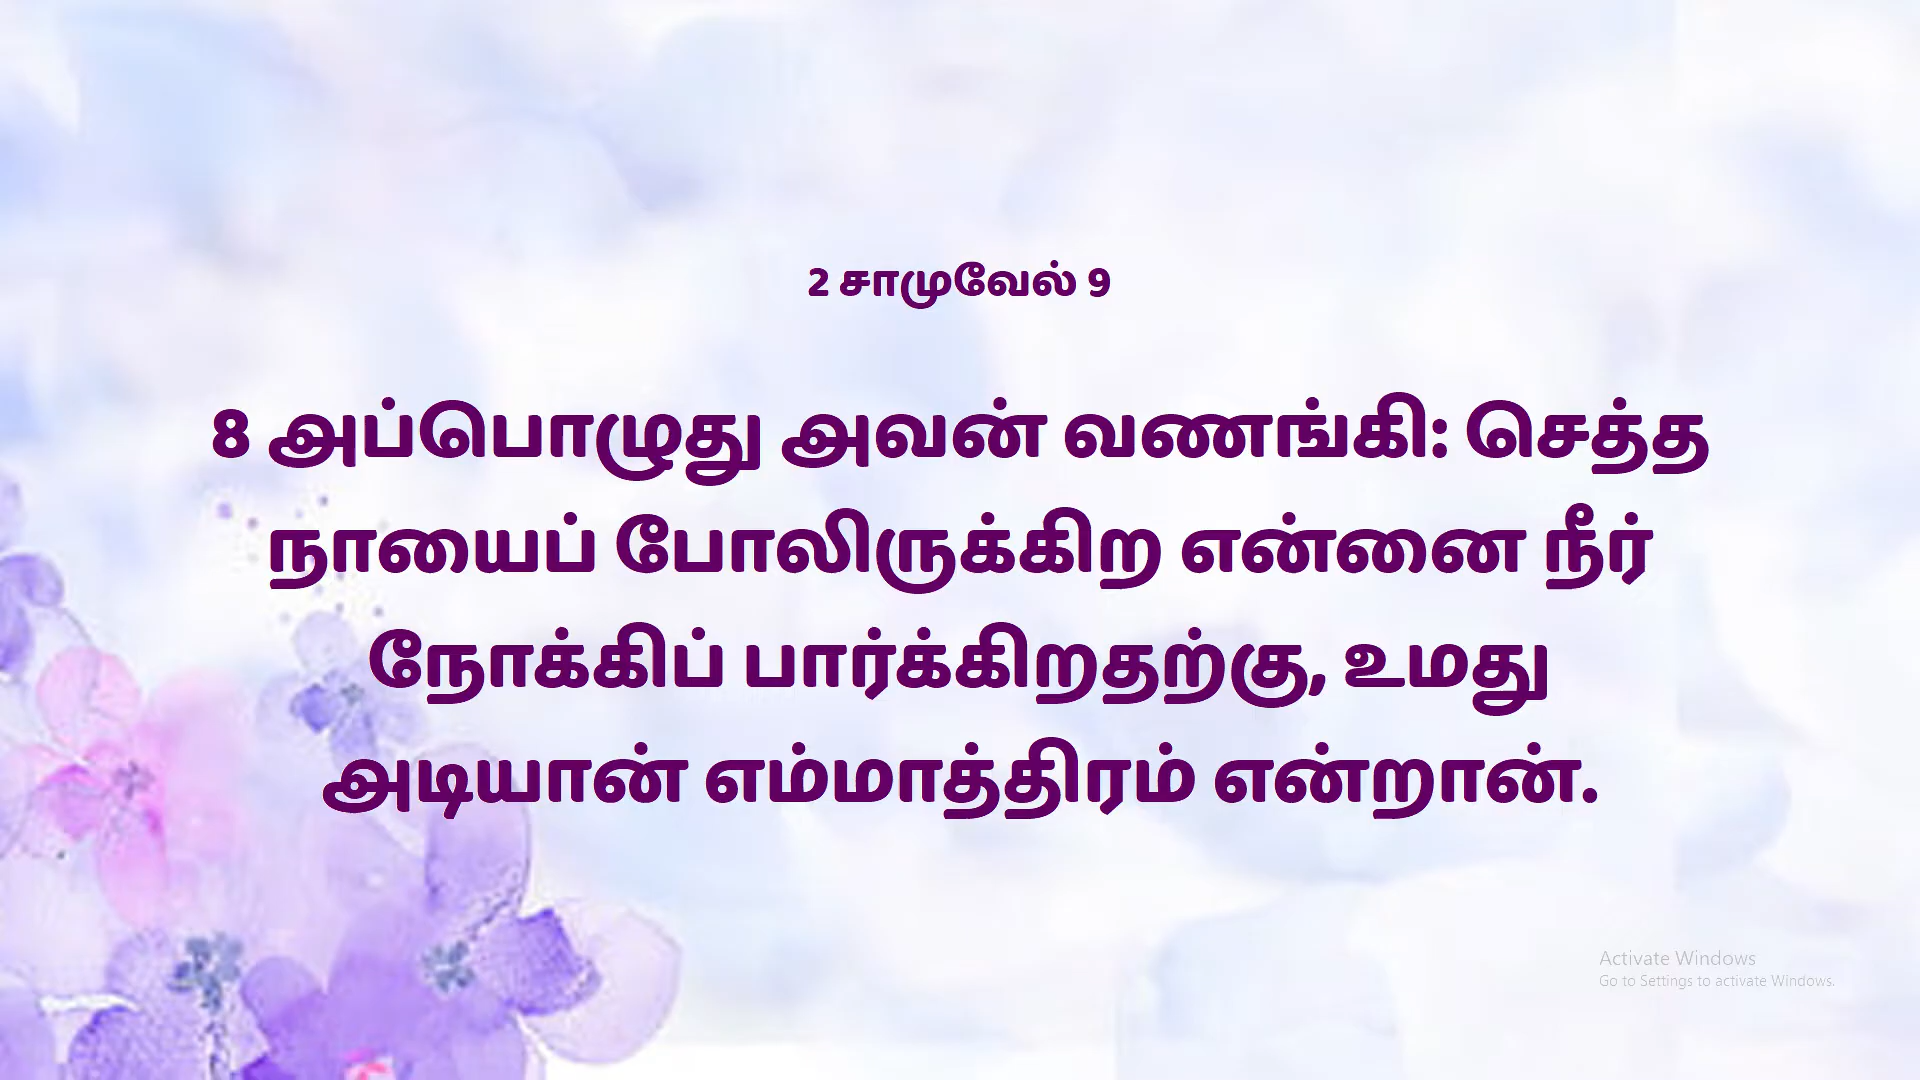 2 சாமுவேல் 9
8 அப்பொழுது அவன் வணங்கி: செத்த
நாயைப் போலிருக்கிற என்னை நீர்
நோக்கிப் பார்க்கிறதற்கு, உமது
அடியான் எம்மாத்திரம் என்றான்.
Activate Windows
Go to Settings to activate Windows.